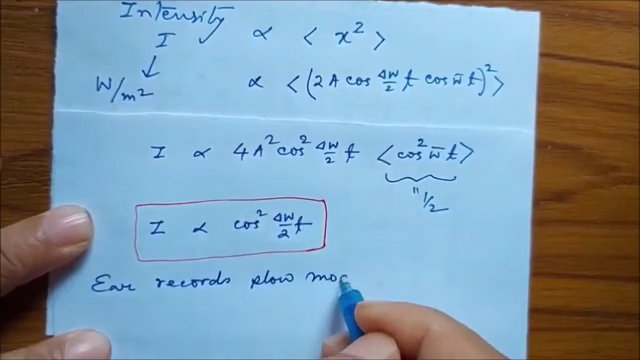 Intensity
I ∝ < x² >
W/m² ∝ < (2A cos Δw/2 t cos w̄ t)² >
I ∝ 4A² cos² Δw/2 t < cos² w̄ t >
" 1/2
I ∝ cos² Δw/2 t
Ear records slow mo